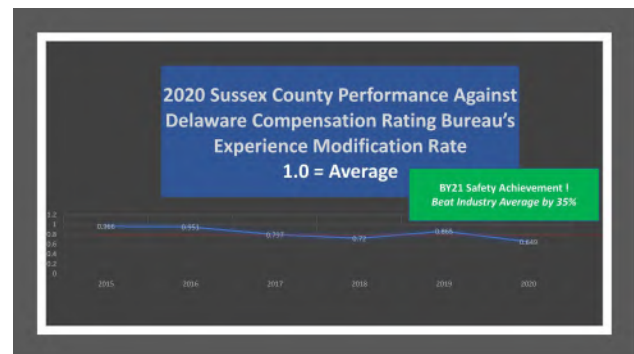 2020 Sussex County Performance Against
Delaware Compensation Rating Bureau's
Experience Modification Rate
1.0 = Average
BY21 Safety Achievement !
Beat Industry Average by 35%
1.2
1
0.8
0.6
0.4
0.2
0
0.951
0.72
2015
2016
2017
2018
2019
2020